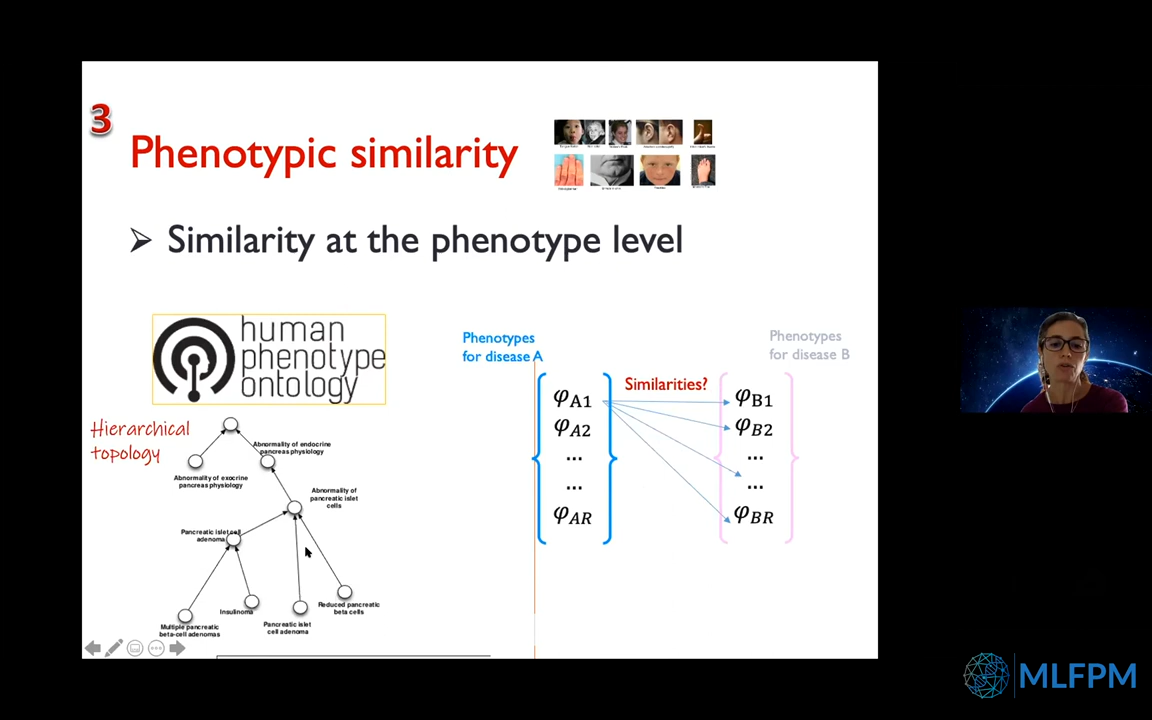 3
Phenotypic similarity
➢ Similarity at the phenotype level
human
phenotype
ontology
Hierarchical
topology
Abnormality of endocrine
pancreas physiology
Abnormality of exocrine
pancreas physiology
Abnormality of
pancreatic islet
cells
Pancreatic islet cell
adenoma
Insulinoma
Reduced pancreatic
beta cells
Multiple pancreatic
beta-cell adenomas
Pancreatic islet
cell adenoma
Phenotypes
for disease A
Similarities?
Phenotypes
for disease B
φA1
φA2
...
...
φAR
φB1
φB2
...
...
φBR
MLFPM